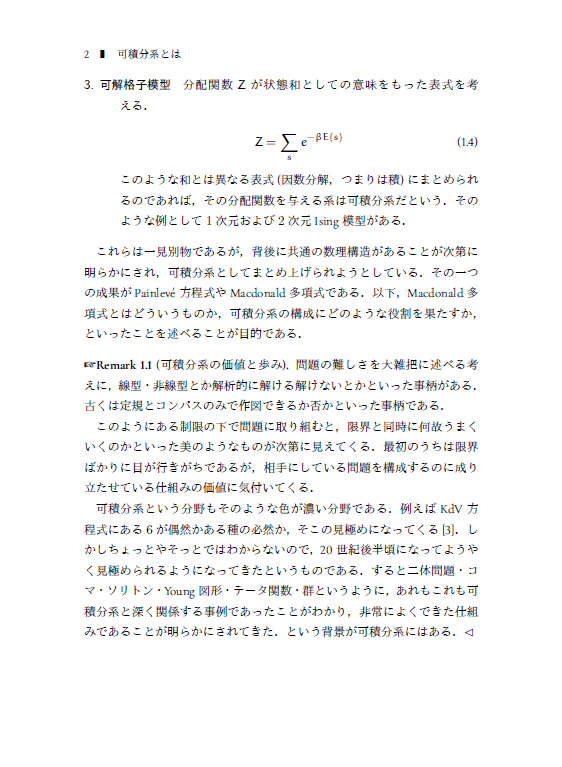 2 ▮ 可積分系とは
3. 可解格子模型　分配関数 Z が状態和としての意味をもった表式を考
える．
Z = ∑_s e^{−βE(s)} (1.4)
このような和とは異なる表式 (因数分解，つまりは積) にまとめられ
るのであれば，その分配関数を与える系は可積分系だという．その
ような例として 1 次元および 2 次元 Ising 模型がある．
これらは一見別物であるが，背後に共通の数理構造があることが次第に
明らかにされ，可積分系としてまとめ上げられようとしている．その一つ
の成果が Painlevé 方程式や Macdonald 多項式である．以下，Macdonald 多
項式とはどういうものか，可積分系の構成にどのような役割を果たすか，
といったことを述べることが目的である．
☞Remark 1.1 (可積分系の価値と歩み). 問題の難しさを大雑把に述べる考
えに，線型・非線型とか解析的に解ける解けないとかといった事柄がある．
古くは定規とコンパスのみで作図できるか否かといった事柄である．
このようにある制限の下で問題に取り組むと，限界と同時に何故うまく
いくのかといった美のようなものが次第に見えてくる．最初のうちは限界
ばかりに目が行きがちであるが，相手にしている問題を構成するのに成り
立たせている仕組みの価値に気付いてくる．
可積分系という分野もそのような色が濃い分野である．例えば KdV 方
程式にある 6 が偶然かある種の必然か，そこの見極めになってくる [3]．し
かしちょっとやそっとではわからないので，20 世紀後半頃になってようや
く見極められるようになってきたというものである．すると二体問題・コ
マ・ソリトン・Young 図形・テータ関数・群というように，あれもこれも可
積分系と深く関係する事例であったことがわかり，非常によくできた仕組
みであることが明らかにされてきた．という背景が可積分系にはある．◁